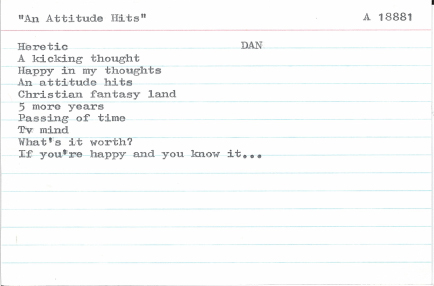 "An Attitude Hits" A 18881
Heretic DAN
A kicking thought
Happy in my thoughts
An attitude hits
Christian fantasy land
5 more years
Passing of time
Tv mind
What's it worth?
If you're happy and you know it...